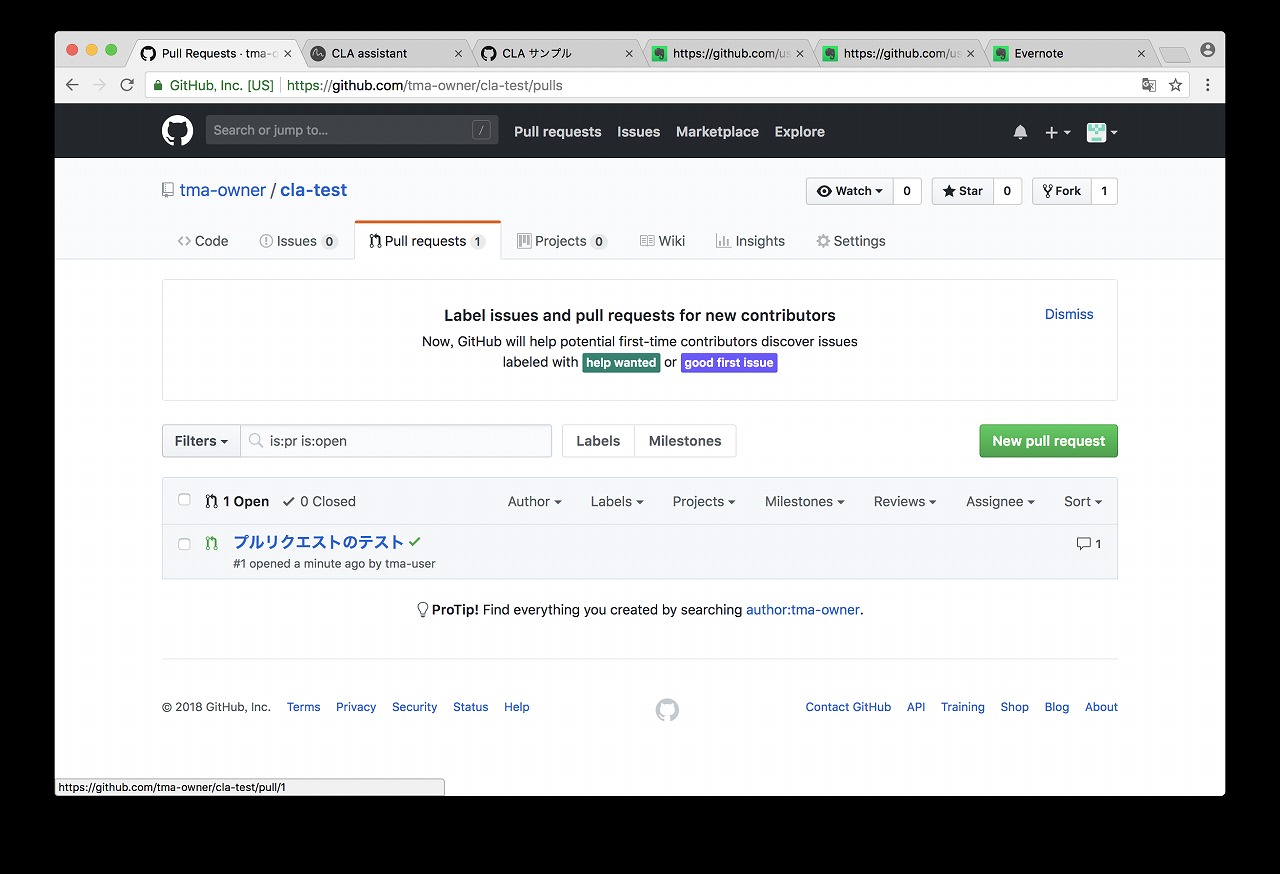 Pull Requests · tma-o
CLA assistant
CLA サンプル
https://github.com/us
https://github.com/us
Evernote
GitHub, Inc. [US]
https://github.com/tma-owner/cla-test/pulls
Search or jump to...
/
Pull requests
Issues
Marketplace
Explore
tma-owner / cla-test
Watch
0
Star
0
Fork
1
Code
Issues 0
Pull requests 1
Projects 0
Wiki
Insights
Settings
Label issues and pull requests for new contributors
Dismiss
Now, GitHub will help potential first-time contributors discover issues
labeled with help wanted or good first issue
Filters
is:pr is:open
Labels
Milestones
New pull request
1 Open
0 Closed
Author
Labels
Projects
Milestones
Reviews
Assignee
Sort
プルリクエストのテスト
1
#1 opened a minute ago by tma-user
ProTip! Find everything you created by searching author:tma-owner.
© 2018 GitHub, Inc.
Terms
Privacy
Security
Status
Help
Contact GitHub
API
Training
Shop
Blog
About
https://github.com/tma-owner/cla-test/pull/1